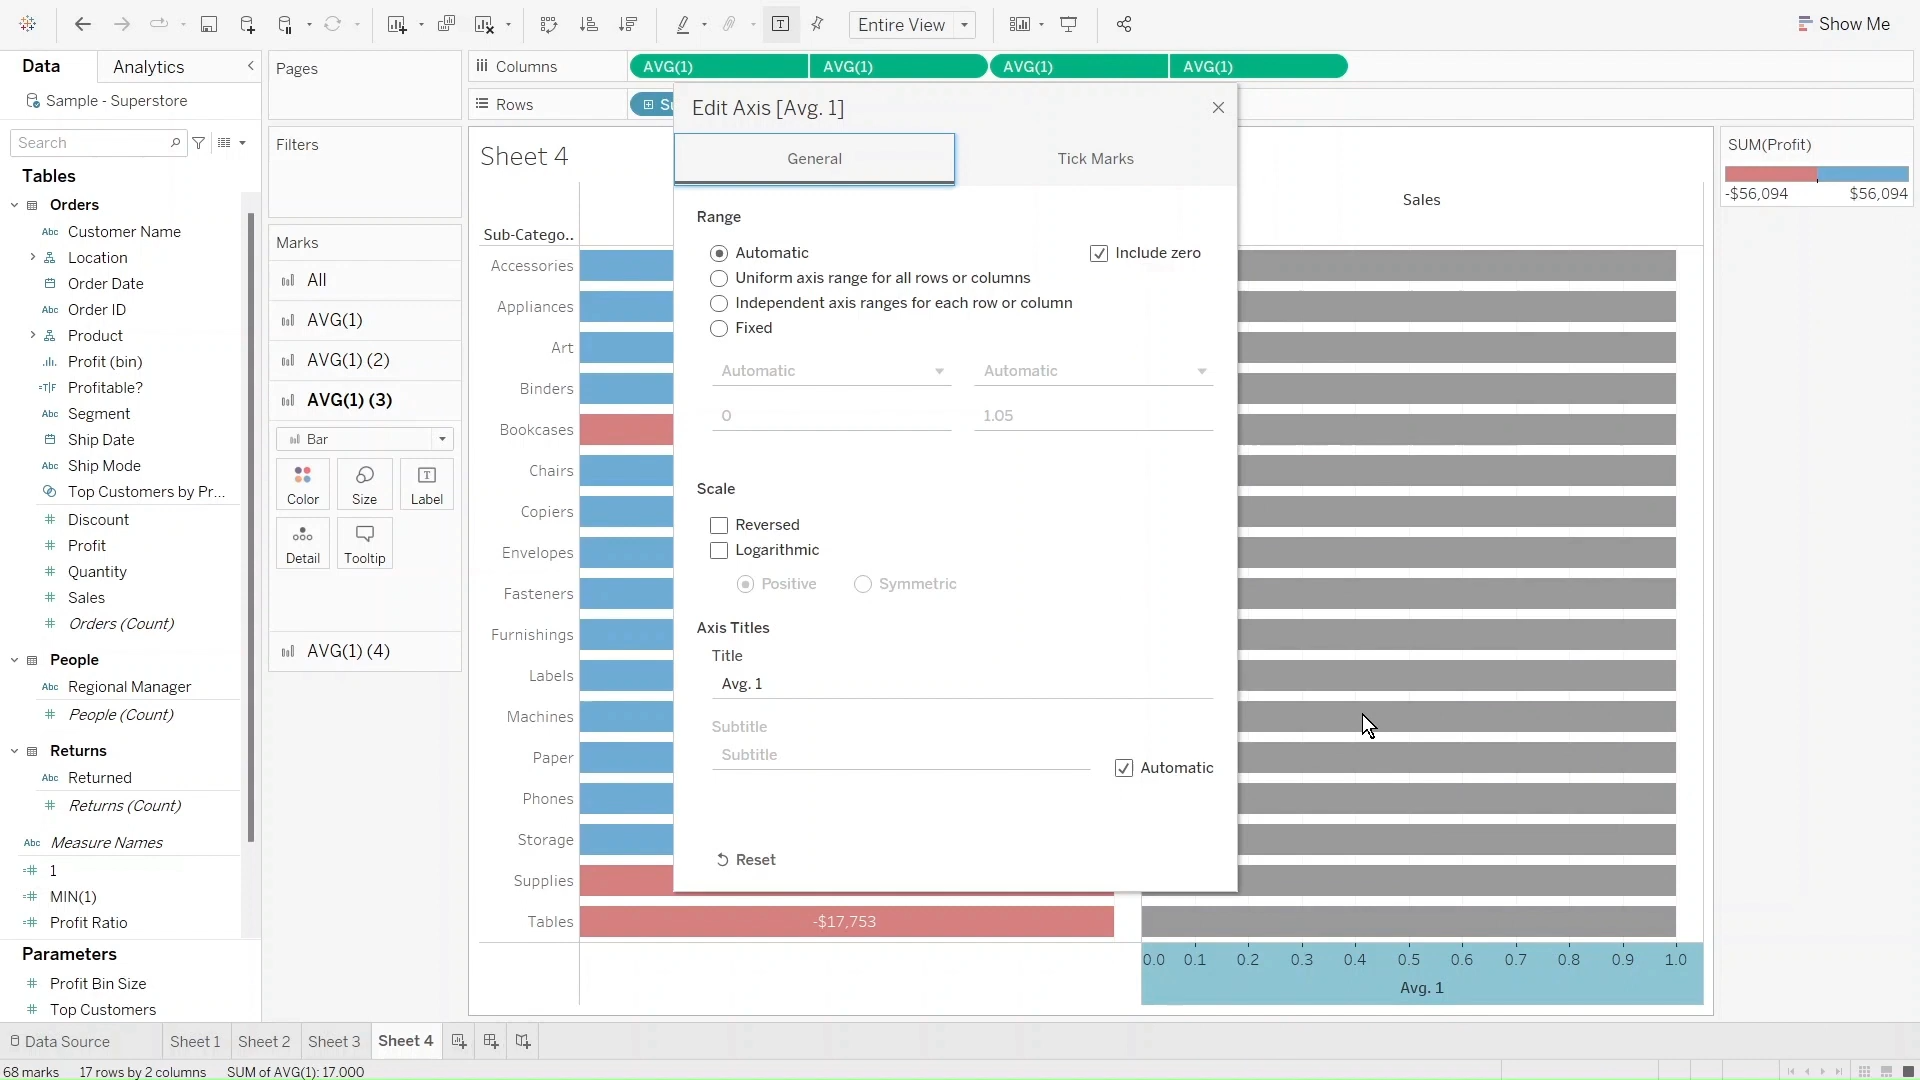 Entire View
Show Me
Data
Analytics
Sample - Superstore
Search
Tables
Orders
Abc Customer Name
Location
Order Date
Abc Order ID
Product
Profit (bin)
=T|F Profitable?
Abc Segment
Ship Date
Abc Ship Mode
Top Customers by Pr...
# Discount
# Profit
# Quantity
# Sales
# Orders (Count)
People
Abc Regional Manager
# People (Count)
Returns
Abc Returned
# Returns (Count)
Abc Measure Names
=# 1
=# MIN(1)
=# Profit Ratio
Parameters
# Profit Bin Size
# Top Customers
Pages
Filters
Marks
All
AVG(1)
AVG(1) (2)
AVG(1) (3)
Bar
Color
Size
Label
Detail
Tooltip
AVG(1) (4)
Columns
AVG(1) AVG(1) AVG(1) AVG(1)
Rows
Su
Sheet 4
Sub-Catego..
Accessories
Appliances
Art
Binders
Bookcases
Chairs
Copiers
Envelopes
Fasteners
Furnishings
Labels
Machines
Paper
Phones
Storage
Supplies
Tables
-$17,753
Edit Axis [Avg. 1]
General
Tick Marks
Range
Automatic
Include zero
Uniform axis range for all rows or columns
Independent axis ranges for each row or column
Fixed
Automatic Automatic
0 1.05
Scale
Reversed
Logarithmic
Positive Symmetric
Axis Titles
Title
Avg. 1
Subtitle
Subtitle
Automatic
Reset
Sales
0.0 0.1 0.2 0.3 0.4 0.5 0.6 0.7 0.8 0.9 1.0
Avg. 1
SUM(Profit)
-$56,094 $56,094
Data Source
Sheet 1
Sheet 2
Sheet 3
Sheet 4
68 marks 17 rows by 2 columns SUM of AVG(1): 17.000